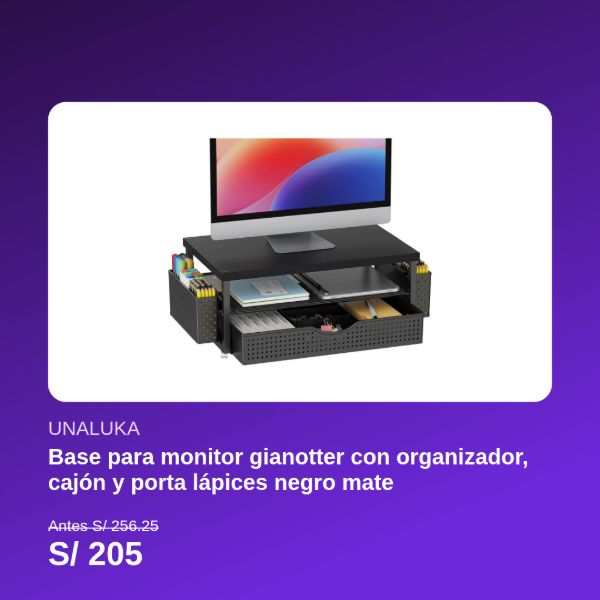 UNALUKA
Base para monitor gianotter con organizador,
cajón y porta lápices negro mate
Antes S/ 256.25
S/ 205